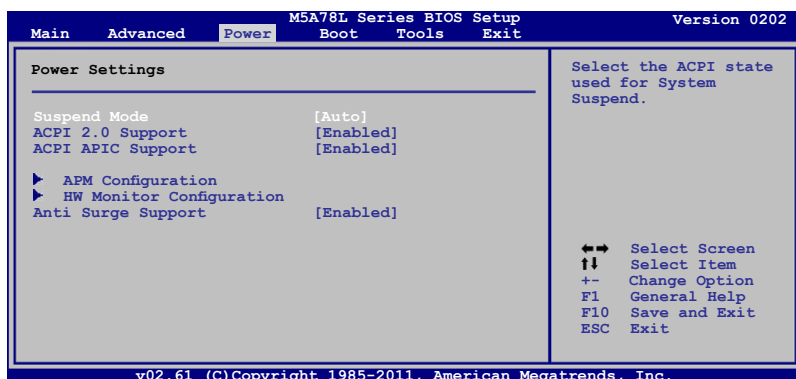 M5A78L Series BIOS Setup Version 0202
Main Advanced Power Boot Tools Exit
Power Settings
Suspend Mode [Auto]
ACPI 2.0 Support [Enabled]
ACPI APIC Support [Enabled]
APM Configuration
HW Monitor Configuration
Anti Surge Support [Enabled]
Select the ACPI state
used for System
Suspend.
Select Screen
Select Item
+- Change Option
F1 General Help
F10 Save and Exit
ESC Exit
v02.61 (C)Copyright 1985-2011, American Megatrends, Inc.